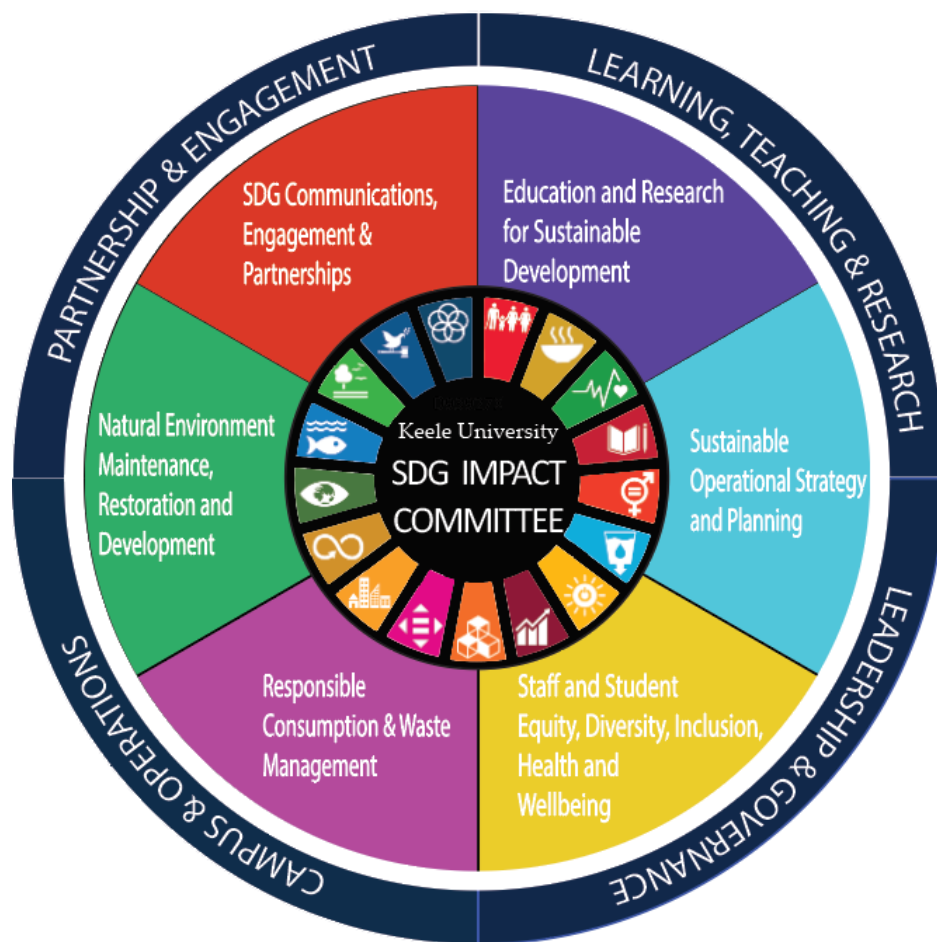 PARTNERSHIP & ENGAGEMENT
LEARNING, TEACHING & RESEARCH
SDG Communications,
Engagement &
Partnerships
Education and Research
for Sustainable
Development
Natural Environment
Maintenance,
Restoration and
Development
Keele University
SDG IMPACT
COMMITTEE
Sustainable
Operational Strategy
and Planning
Responsible
Consumption & Waste
Management
Staff and Student
Equity, Diversity, Inclusion,
Health and
Wellbeing
CAMPUS & OPERATIONS
LEADERSHIP & GOVERNANCE